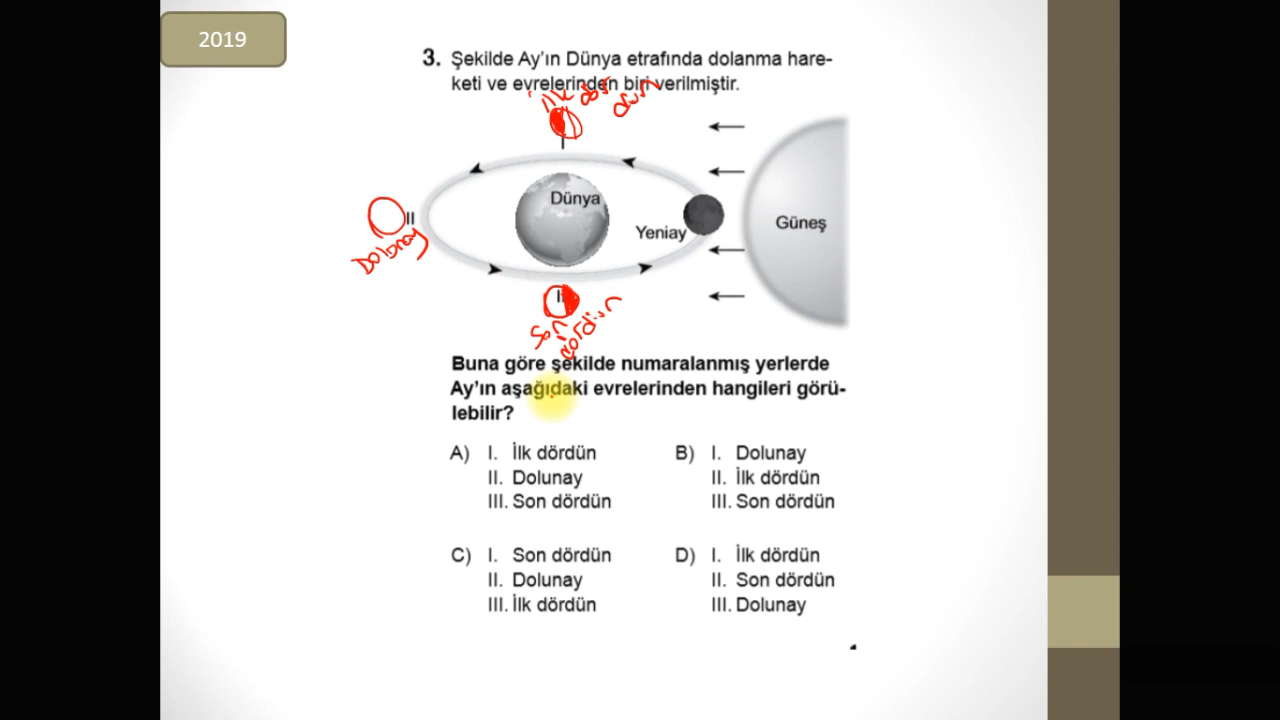 2019
3. Şekilde Ay'ın Dünya etrafında dolanma hare-
keti ve evrelerinden biri verilmiştir.
ilk dör
dün
I
Dünya
II
Yeniay
Güneş
Dolunay
Son
dördün
Buna göre şekilde numaralanmış yerlerde
Ay'ın aşağıdaki evrelerinden hangileri görü-
lebilir?
A) I. İlk dördün
II. Dolunay
III. Son dördün
B) I. Dolunay
II. İlk dördün
III. Son dördün
C) I. Son dördün
II. Dolunay
III. İlk dördün
D) I. İlk dördün
II. Son dördün
III. Dolunay